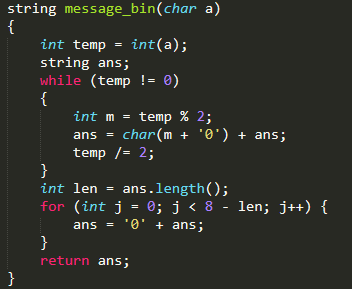 string message_bin(char a)
{
    int temp = int(a);
    string ans;
    while (temp != 0)
    {
        int m = temp % 2;
        ans = char(m + '0') + ans;
        temp /= 2;
    }
    int len = ans.length();
    for (int j = 0; j < 8 - len; j++) {
        ans = '0' + ans;
    }
    return ans;
}